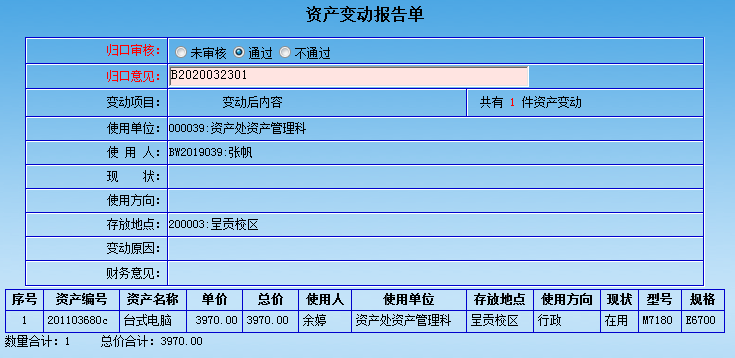 资产变动报告单
归口审核： 未审核 通过 不通过
归口意见： B2020032301
变动项目： 变动后内容 共有 1 件资产变动
使用单位： 000039:资产处资产管理科
使 用 人： BW2019039:张帆
现　　状：
使用方向：
存放地点： 200003:呈贡校区
变动原因：
财务意见：
序号 资产编号 资产名称 单价 总价 使用人 使用单位 存放地点 使用方向 现状 型号 规格
1 201103680c 台式电脑 3970.00 3970.00 余婷 资产处资产管理科 呈贡校区 行政 在用 M7180 E6700
数量合计：1 总价合计：3970.00